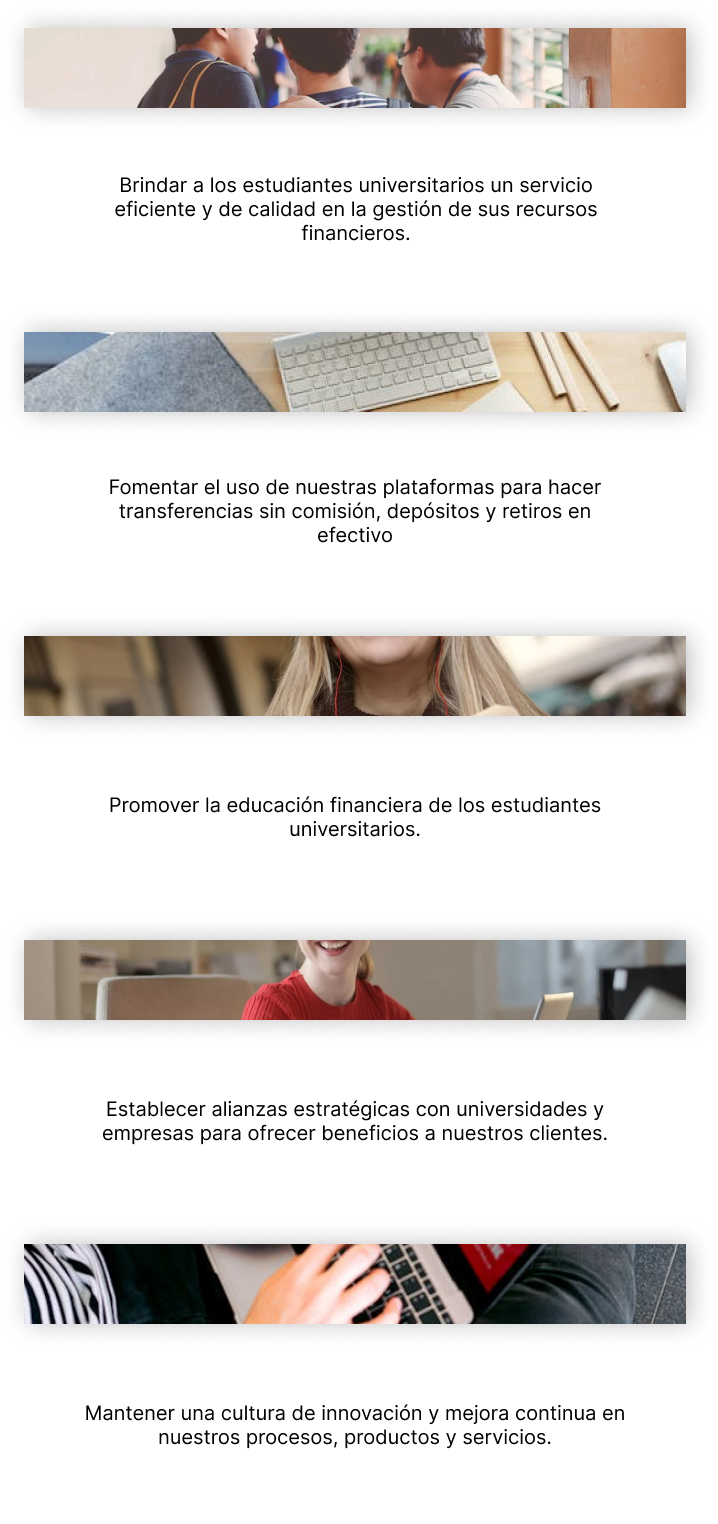 Brindar a los estudiantes universitarios un servicio
eficiente y de calidad en la gestión de sus recursos
financieros.
Fomentar el uso de nuestras plataformas para hacer
transferencias sin comisión, depósitos y retiros en
efectivo
Promover la educación financiera de los estudiantes
universitarios.
Establecer alianzas estratégicas con universidades y
empresas para ofrecer beneficios a nuestros clientes.
Mantener una cultura de innovación y mejora continua en
nuestros procesos, productos y servicios.